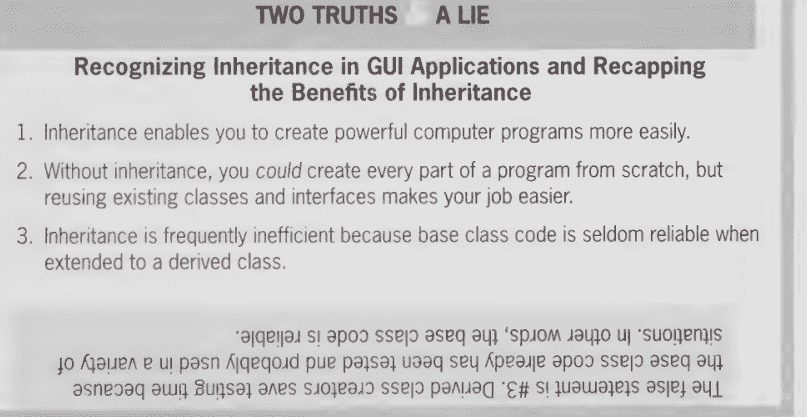 TWO TRUTHS & A LIE
Recognizing Inheritance in GUI Applications and Recapping
the Benefits of Inheritance
1. Inheritance enables you to create powerful computer programs more easily.
2. Without inheritance, you could create every part of a program from scratch, but
reusing existing classes and interfaces makes your job easier.
3. Inheritance is frequently inefficient because base class code is seldom reliable when
extended to a derived class.
The false statement is #3. Derived class creators save testing time because
the base class code already has been tested and probably used in a variety of
situations. In other words, the base class code is reliable.